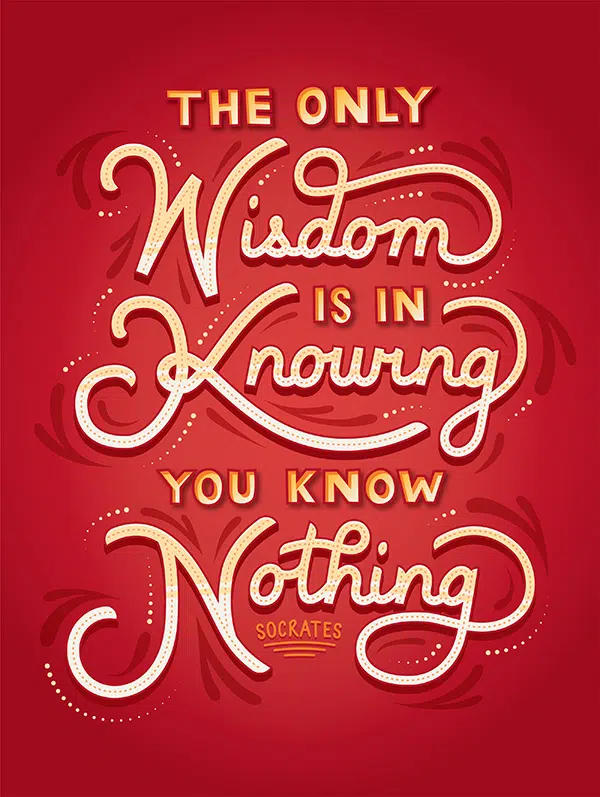 THE ONLY
Wisdom
IS IN
Knowing
YOU KNOW
Nothing
SOCRATES